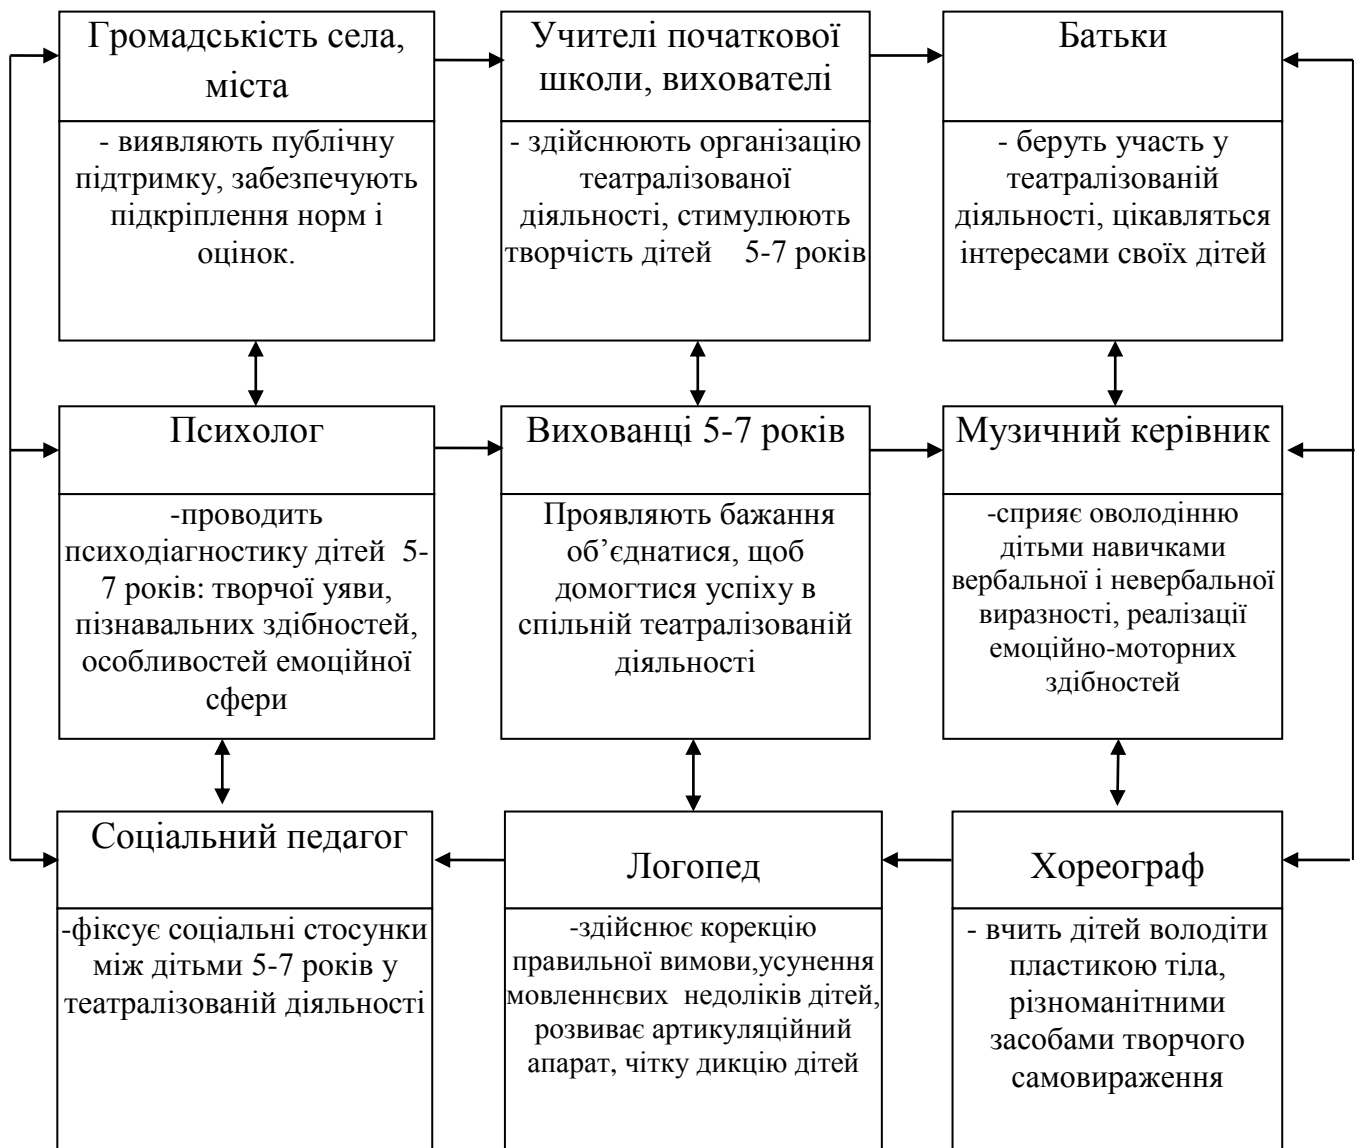 Громадськість села,
міста
- виявляють публічну
підтримку, забезпечують
підкріплення норм і
оцінок.
Учителі початкової
школи, вихователі
- здійснюють організацію
театралізованої
діяльності, стимулюють
творчість дітей 5-7 років
Батьки
- беруть участь у
театралізованій
діяльності, цікавляться
інтересами своїх дітей
Психолог
-проводить
психодіагностику дітей 5-
7 років: творчої уяви,
пізнавальних здібностей,
особливостей емоційної
сфери
Вихованці 5-7 років
Проявляють бажання
об’єднатися, щоб
домогтися успіху в
спільній театралізованій
діяльності
Музичний керівник
-сприяє оволодінню
дітьми навичками
вербальної і невербальної
виразності, реалізації
емоційно-моторних
здібностей
Соціальний педагог
-фіксує соціальні стосунки
між дітьми 5-7 років у
театралізованій діяльності
Логопед
-здійснює корекцію
правильної вимови,усунення
мовленнєвих недоліків дітей,
розвиває артикуляційний
апарат, чітку дикцію дітей
Хореограф
- вчить дітей володіти
пластикою тіла,
різноманітними
засобами творчого
самовираження